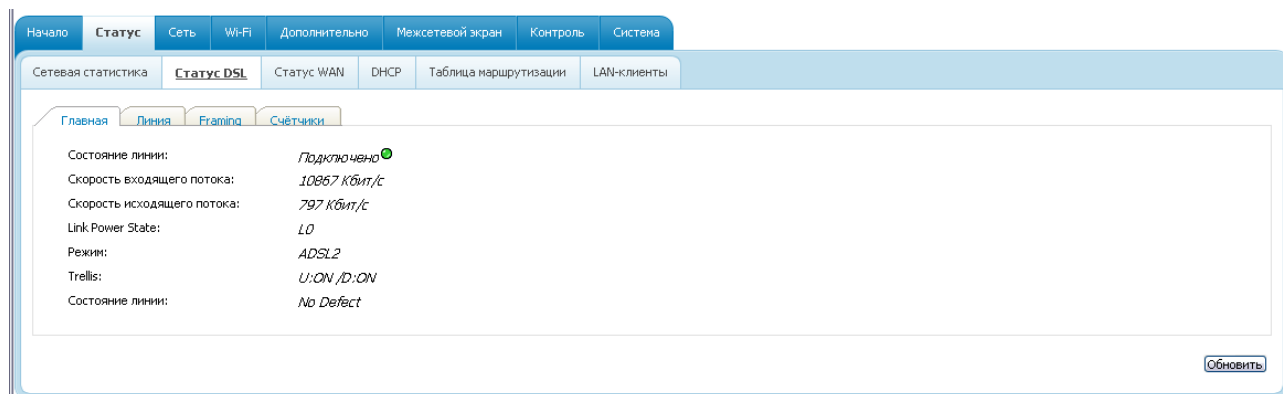 Начало Статус Сеть Wi-Fi Дополнительно Межсетевой экран Контроль Система
Сетевая статистика Статус DSL Статус WAN DHCP Таблица маршрутизации LAN-клиенты
Главная Линия Framing Счётчики
Состояние линии: Подключено
Скорость входящего потока: 10867 Кбит/с
Скорость исходящего потока: 797 Кбит/с
Link Power State: L0
Режим: ADSL2
Trellis: U:ON /D:ON
Состояние линии: No Defect
Обновить